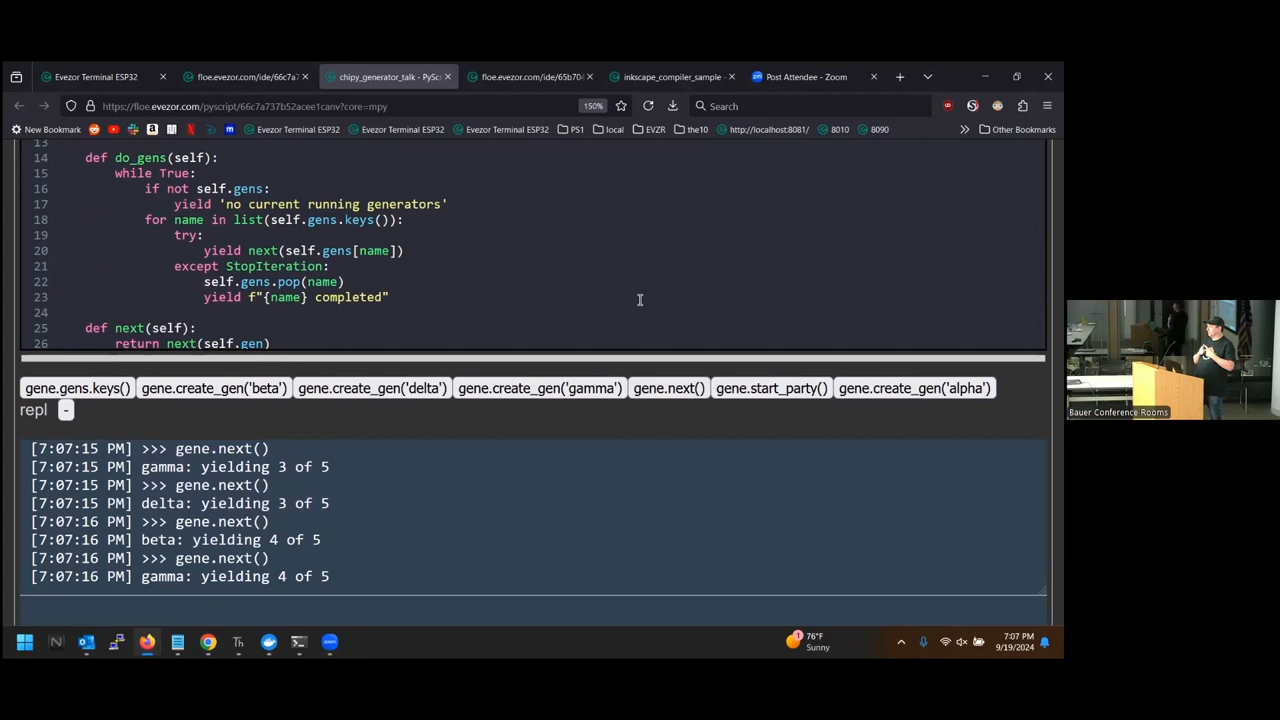 Evezor Terminal ESP32
floe.evezor.com/ide/66c7a7
chipy_generator_talk - PyScr
floe.evezor.com/ide/65b704
inkscape_compiler_sample -
Post Attendee - Zoom
https://floe.evezor.com/pyscript/66c7a737b52acee1canv?core=mpy
150%
Search
New Bookmark
Evezor Terminal ESP32
Evezor Terminal ESP32
Evezor Terminal ESP32
PS1
local
EVZR
the10
http://localhost:8081/
8010
8090
Other Bookmarks
13
14 def do_gens(self):
15 while True:
16 if not self.gens:
17 yield 'no current running generators'
18 for name in list(self.gens.keys()):
19 try:
20 yield next(self.gens[name])
21 except StopIteration:
22 self.gens.pop(name)
23 yield f"{name} completed"
24
25 def next(self):
26 return next(self.gen)
gene.gens.keys() gene.create_gen('beta') gene.create_gen('delta') gene.create_gen('gamma') gene.next() gene.start_party() gene.create_gen('alpha')
repl -
[7:07:15 PM] >>> gene.next()
[7:07:15 PM] gamma: yielding 3 of 5
[7:07:15 PM] >>> gene.next()
[7:07:15 PM] delta: yielding 3 of 5
[7:07:16 PM] >>> gene.next()
[7:07:16 PM] beta: yielding 4 of 5
[7:07:16 PM] >>> gene.next()
[7:07:16 PM] gamma: yielding 4 of 5
Bauer Conference Rooms
76°F
Sunny
7:07 PM
9/19/2024